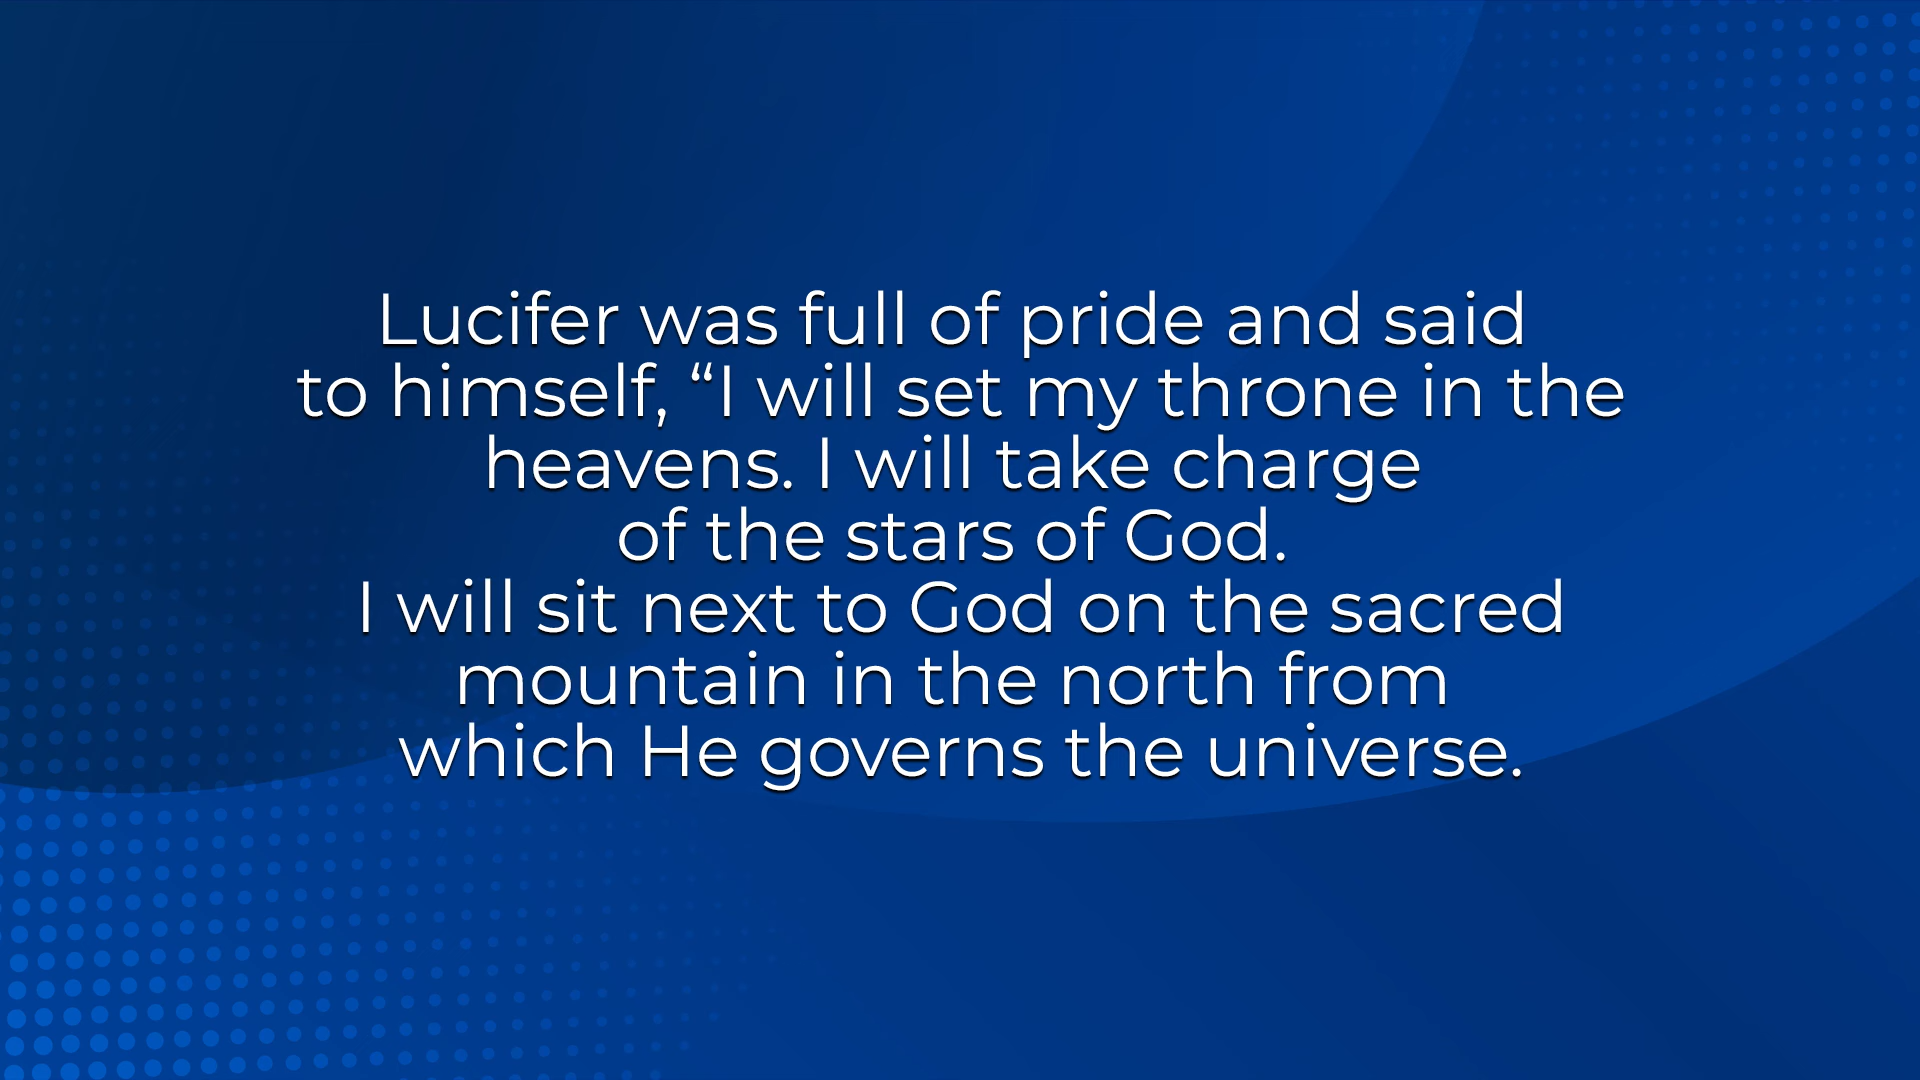 Lucifer was full of pride and said
to himself, “I will set my throne in the
heavens. I will take charge
of the stars of God.
I will sit next to God on the sacred
mountain in the north from
which He governs the universe.